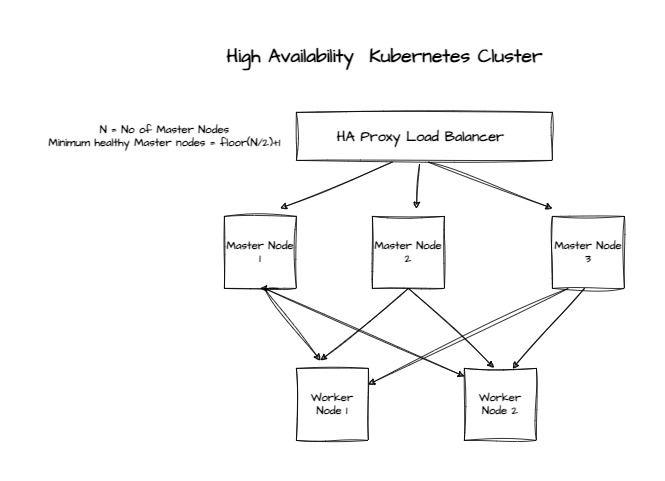 High Availability Kubernetes Cluster
N = No of Master Nodes
Minimum healthy Master nodes = floor(N/2)+1
HA Proxy Load Balancer
Master Node
1
Master Node
2
Master Node
3
Worker
Node 1
Worker
Node 2